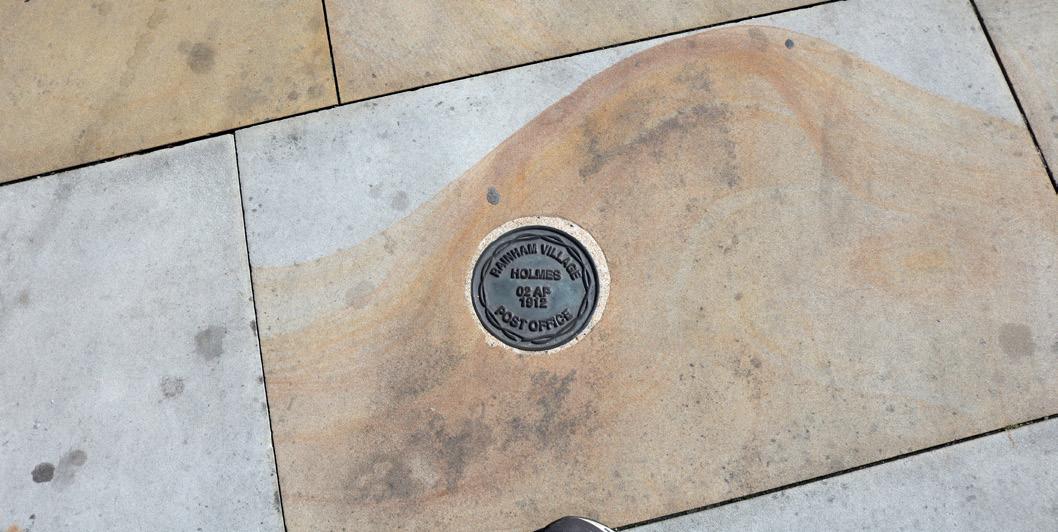 RAINHAM VILLAGE
HOLMES
02 AP
1912
POST OFFICE